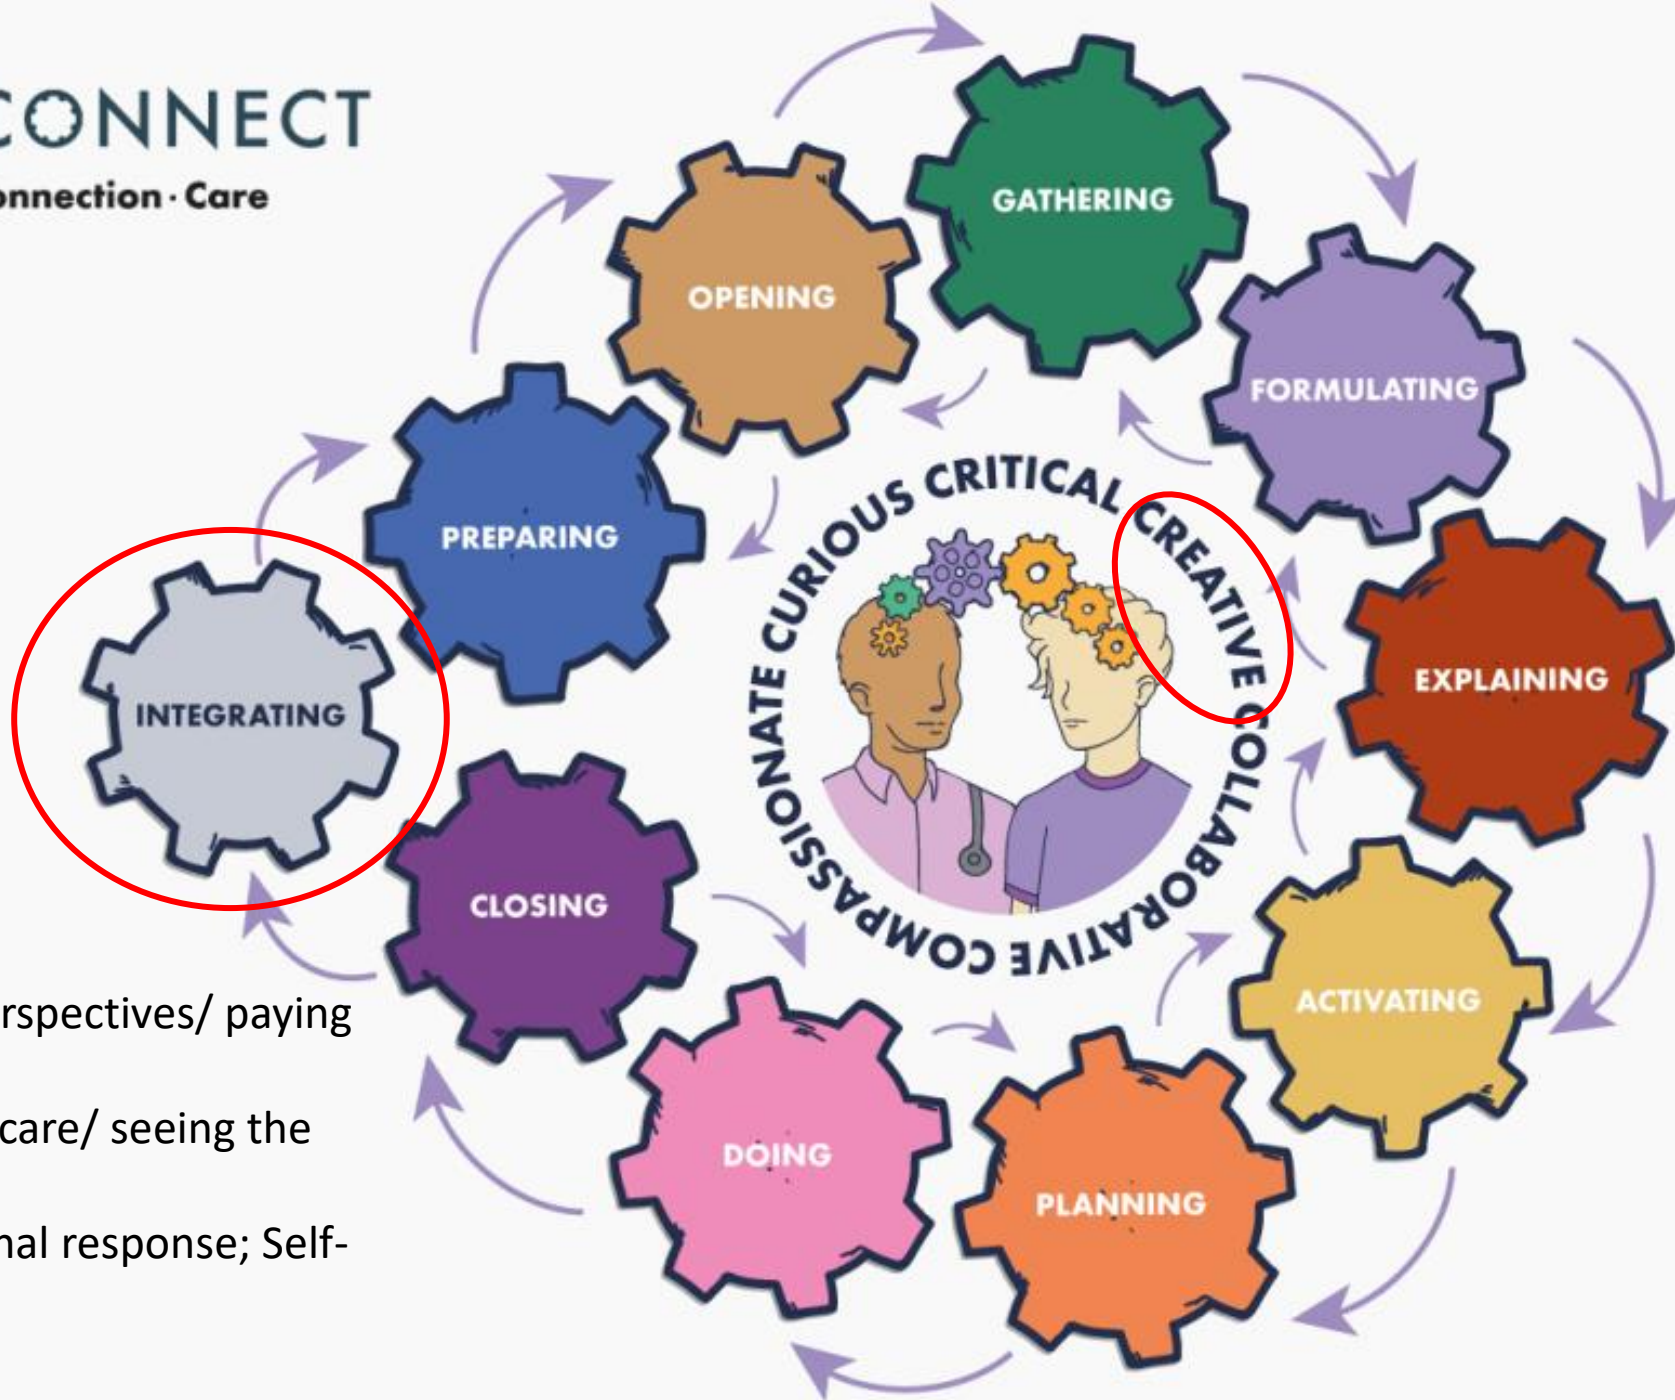 CONNECT
onnection · Care
GATHERING
OPENING
FORMULATING
PREPARING
EXPLAINING
INTEGRATING
COMPASSIONATE CURIOUS CRITICAL CREATIVE COLLABORATIVE
CLOSING
ACTIVATING
rspectives/ paying
care/ seeing the
nal response; Self-
DOING
PLANNING